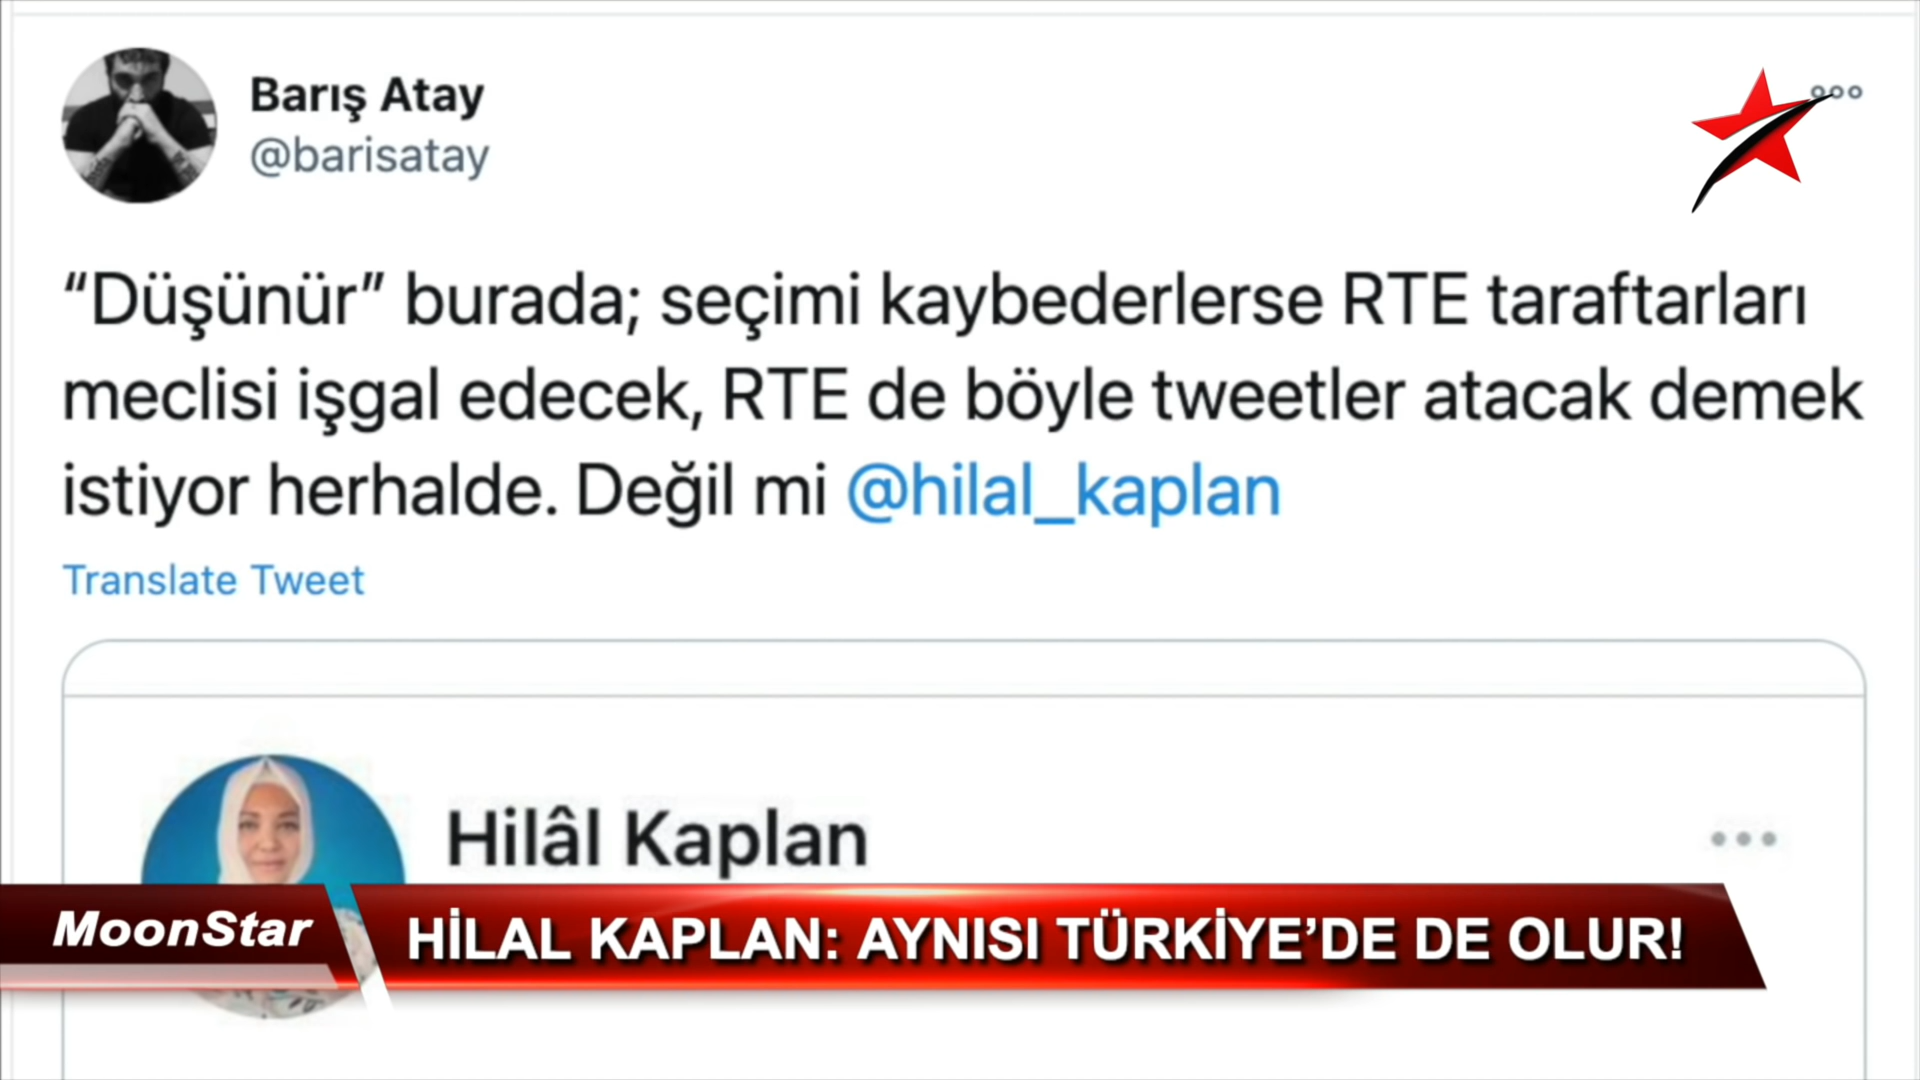 Barış Atay
@barisatay
“Düşünür” burada; seçimi kaybederlerse RTE taraftarları
meclisi işgal edecek, RTE de böyle tweetler atacak demek
istiyor herhalde. Değil mi @hilal_kaplan
Translate Tweet
Hilâl Kaplan
MoonStar
HİLAL KAPLAN: AYNISI TÜRKİYE’DE DE OLUR!